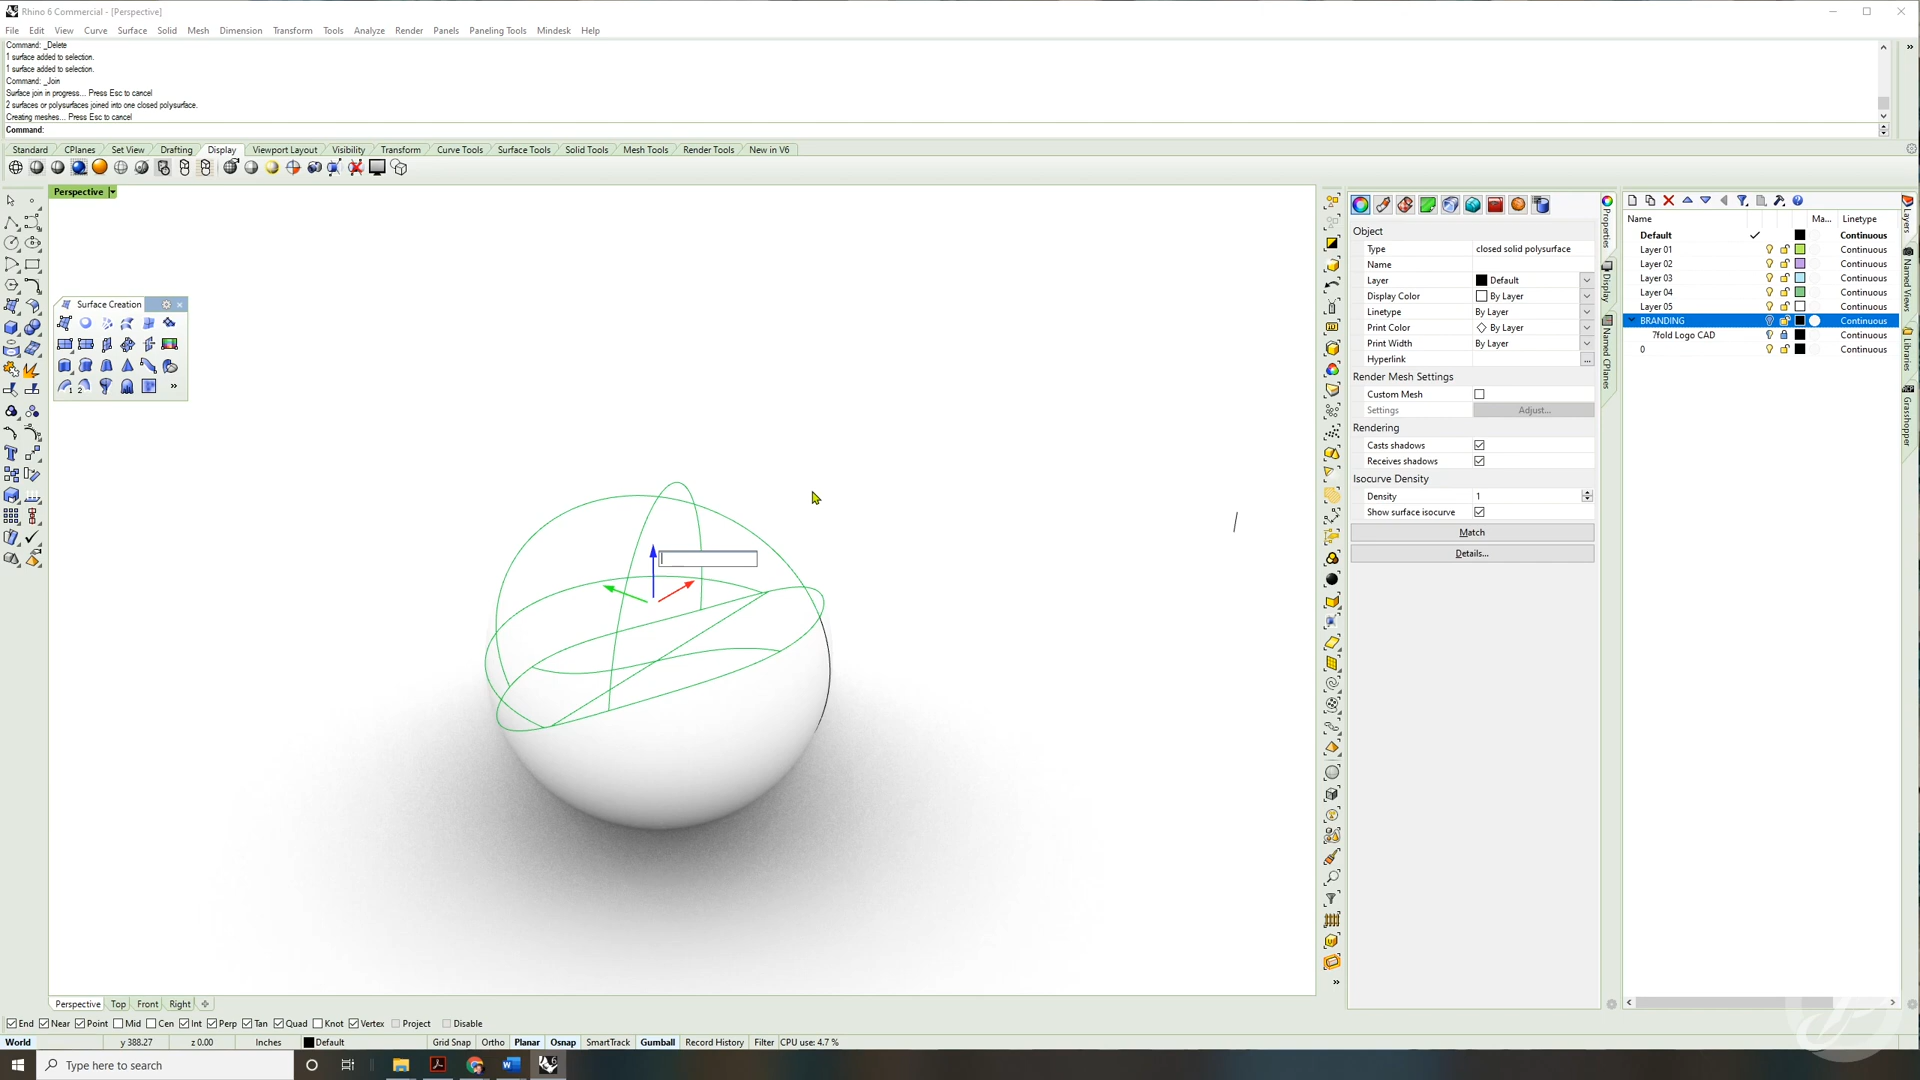 Rhino 6 Commercial - [Perspective]
File Edit View Curve Surface Solid Mesh Dimension Transform Tools Analyze Render Panels Paneling Tools Mindesk Help
Command: _Delete
1 surface added to selection.
1 surface added to selection.
Command: _Join
Surface join in progress... Press Esc to cancel
2 surfaces or polysurfaces joined into one closed polysurface.
Creating meshes... Press Esc to cancel
Command:
Standard CPlanes Set View Drafting Display Viewport Layout Visibility Transform Curve Tools Surface Tools Solid Tools Mesh Tools Render Tools New in V6
Perspective
Surface Creation
Object
Type closed solid polysurface
Name
Layer Default
Display Color By Layer
Linetype By Layer
Print Color By Layer
Print Width By Layer
Hyperlink ...
Render Mesh Settings
Custom Mesh
Settings Adjust...
Rendering
Casts shadows
Receives shadows
Isocurve Density
Density 1
Show surface isocurve
Match
Details...
Properties
Display
Named CPlanes
Name Ma... Linetype
Default Continuous
Layer 01 Continuous
Layer 02 Continuous
Layer 03 Continuous
Layer 04 Continuous
Layer 05 Continuous
BRANDING Continuous
7fold Logo CAD Continuous
0 Continuous
Layers
Named Views
Libraries
Grasshopper
Perspective Top Front Right
End Near Point Mid Cen Int Perp Tan Quad Knot Vertex Project Disable
World y 388.27 z 0.00 Inches Default Grid Snap Ortho Planar Osnap SmartTrack Gumball Record History Filter CPU use: 4.7 %
Type here to search